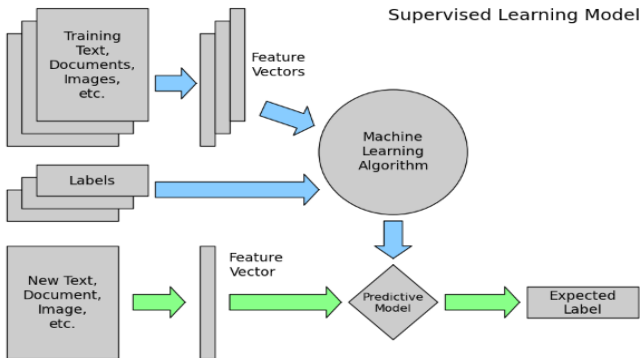 Supervised Learning Model
Training
Text,
Documents,
Images,
etc.
Feature
Vectors
Machine
Learning
Algorithm
Labels
New Text,
Document,
Image,
etc.
Feature
Vector
Predictive
Model
Expected
Label